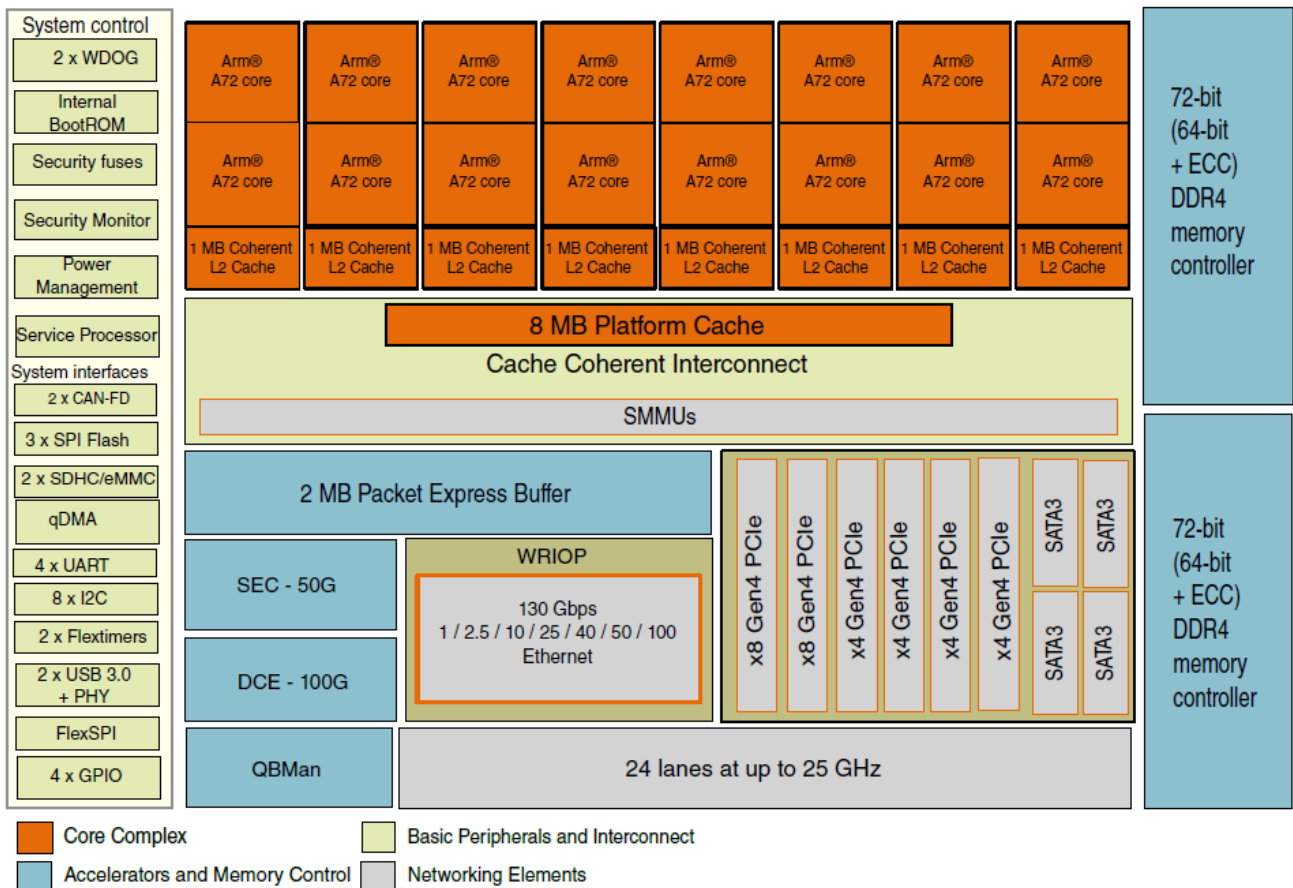 System control
2 x WDOG
Internal
BootROM
Security fuses
Security Monitor
Power
Management
Service Processor
System interfaces
2 x CAN-FD
3 x SPI Flash
2 x SDHC/eMMC
qDMA
4 x UART
8 x I2C
2 x Flextimers
2 x USB 3.0
+ PHY
FlexSPI
4 x GPIO
Arm®
A72 core
Arm®
A72 core
Arm®
A72 core
Arm®
A72 core
Arm®
A72 core
Arm®
A72 core
Arm®
A72 core
Arm®
A72 core
Arm®
A72 core
Arm®
A72 core
Arm®
A72 core
Arm®
A72 core
Arm®
A72 core
Arm®
A72 core
Arm®
A72 core
Arm®
A72 core
1 MB Coherent
L2 Cache
1 MB Coherent
L2 Cache
1 MB Coherent
L2 Cache
1 MB Coherent
L2 Cache
1 MB Coherent
L2 Cache
1 MB Coherent
L2 Cache
1 MB Coherent
L2 Cache
1 MB Coherent
L2 Cache
8 MB Platform Cache
Cache Coherent Interconnect
SMMUs
2 MB Packet Express Buffer
SEC - 50G
DCE - 100G
QBMan
WRIOP
130 Gbps
1 / 2.5 / 10 / 25 / 40 / 50 / 100
Ethernet
x8 Gen4 PCIe
x8 Gen4 PCIe
x4 Gen4 PCIe
x4 Gen4 PCIe
x4 Gen4 PCIe
x4 Gen4 PCIe
SATA3
SATA3
SATA3
SATA3
24 lanes at up to 25 GHz
72-bit
(64-bit
+ ECC)
DDR4
memory
controller
72-bit
(64-bit
+ ECC)
DDR4
memory
controller
Core Complex
Basic Peripherals and Interconnect
Accelerators and Memory Control
Networking Elements